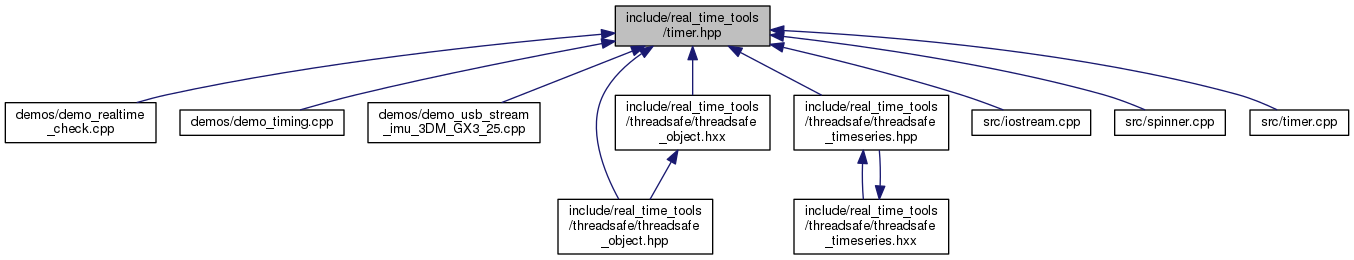 include/real_time_tools
/timer.hpp
demos/demo_realtime
_check.cpp
demos/demo_timing.cpp
demos/demo_usb_stream
_imu_3DM_GX3_25.cpp
include/real_time_tools
/threadsafe/threadsafe
_object.hxx
include/real_time_tools
/threadsafe/threadsafe
_timeseries.hpp
src/iostream.cpp
src/spinner.cpp
src/timer.cpp
include/real_time_tools
/threadsafe/threadsafe
_object.hpp
include/real_time_tools
/threadsafe/threadsafe
_timeseries.hxx